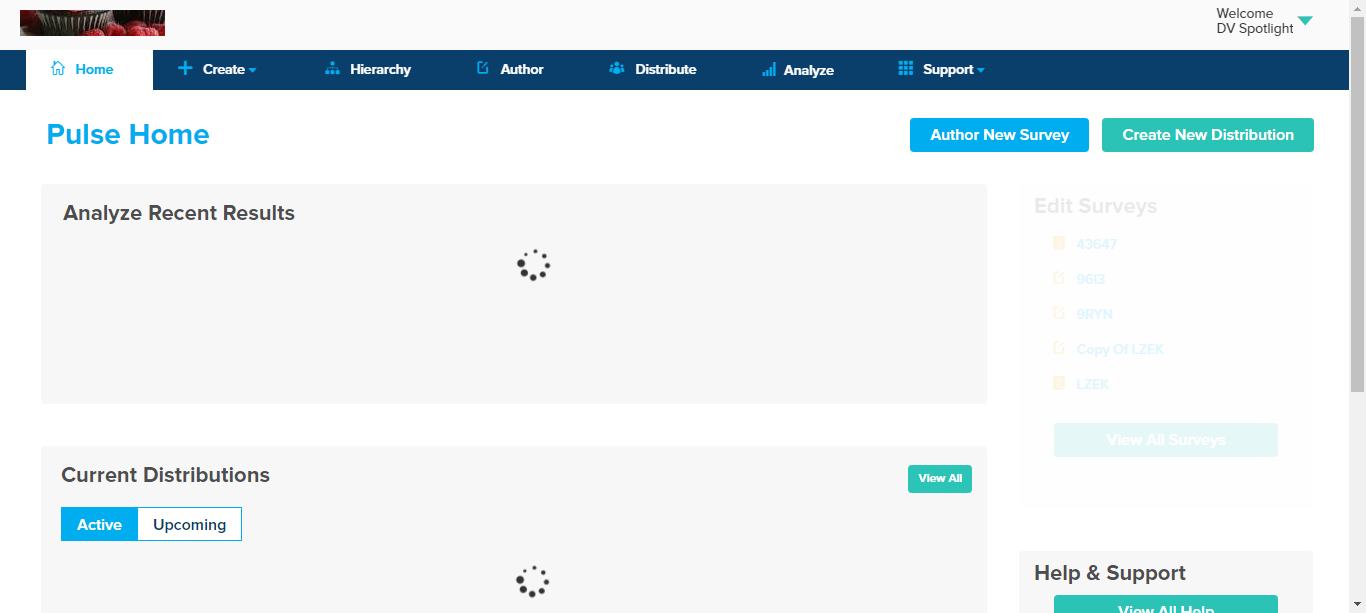 Welcome
DV Spotlight
Home
Create
Hierarchy
Author
Distribute
Analyze
Support
Pulse Home
Author New Survey
Create New Distribution
Analyze Recent Results
Edit Surveys
43647
96I3
9RYN
Copy Of LZEK
LZEK
View All Surveys
Current Distributions
View All
Active
Upcoming
Help & Support
View All Help